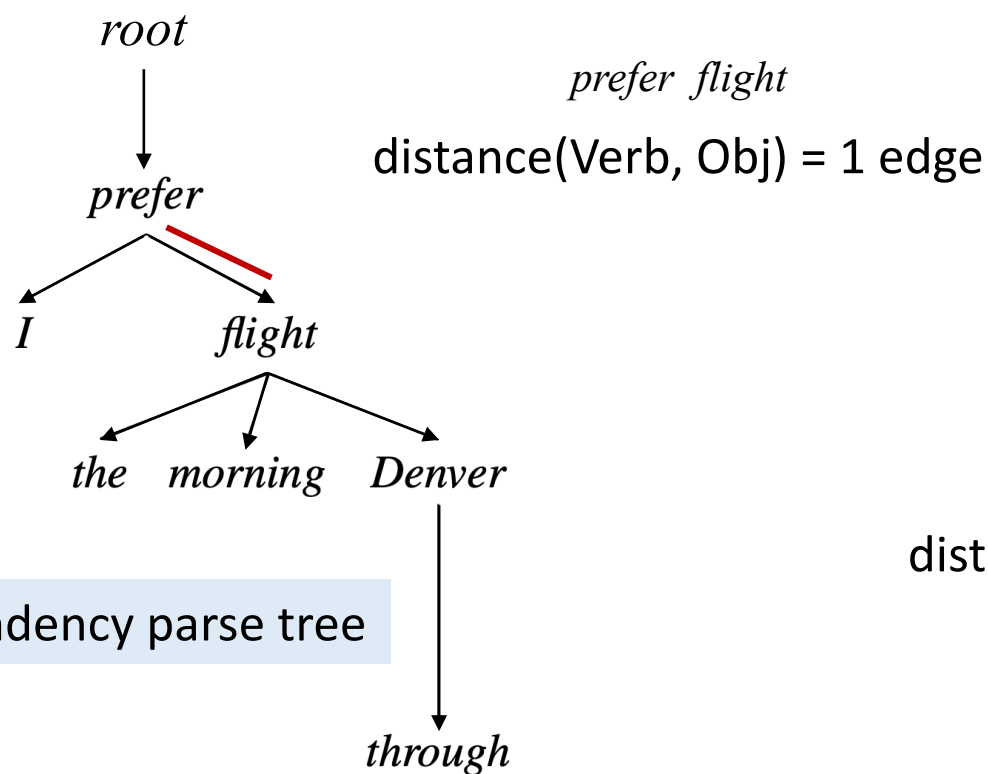 root
prefer flight
distance(Verb, Obj) = 1 edge
prefer
I flight
the morning Denver
dist
ndency parse tree
through